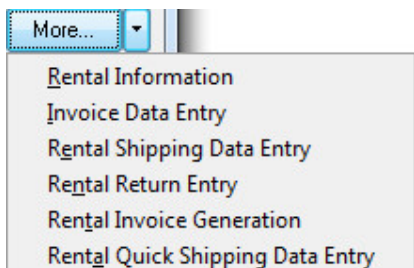 More...
Rental Information
Invoice Data Entry
Rental Shipping Data Entry
Rental Return Entry
Rental Invoice Generation
Rental Quick Shipping Data Entry